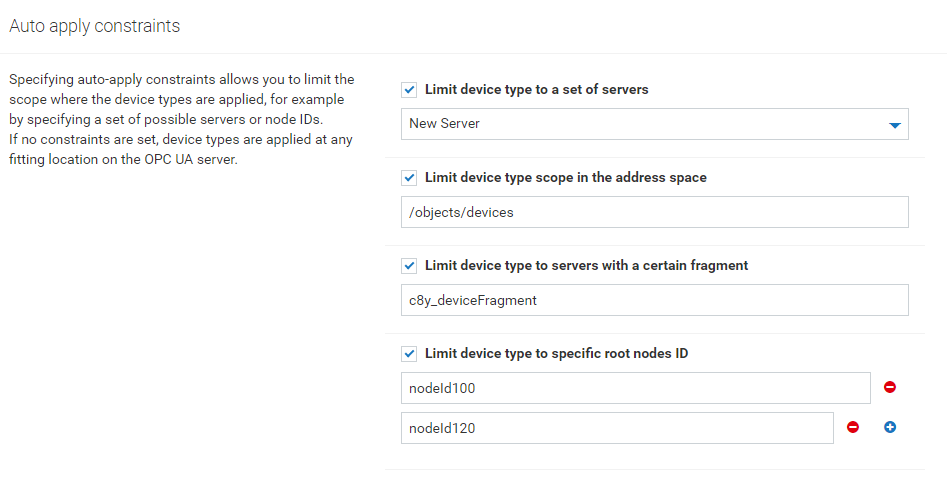 Auto apply constraints
Specifying auto-apply constraints allows you to limit the
scope where the device types are applied, for example
by specifying a set of possible servers or node IDs.
If no constraints are set, device types are applied at any
fitting location on the OPC UA server.
Limit device type to a set of servers
New Server
Limit device type scope in the address space
/objects/devices
Limit device type to servers with a certain fragment
c8y_deviceFragment
Limit device type to specific root nodes ID
nodeId100
nodeId120